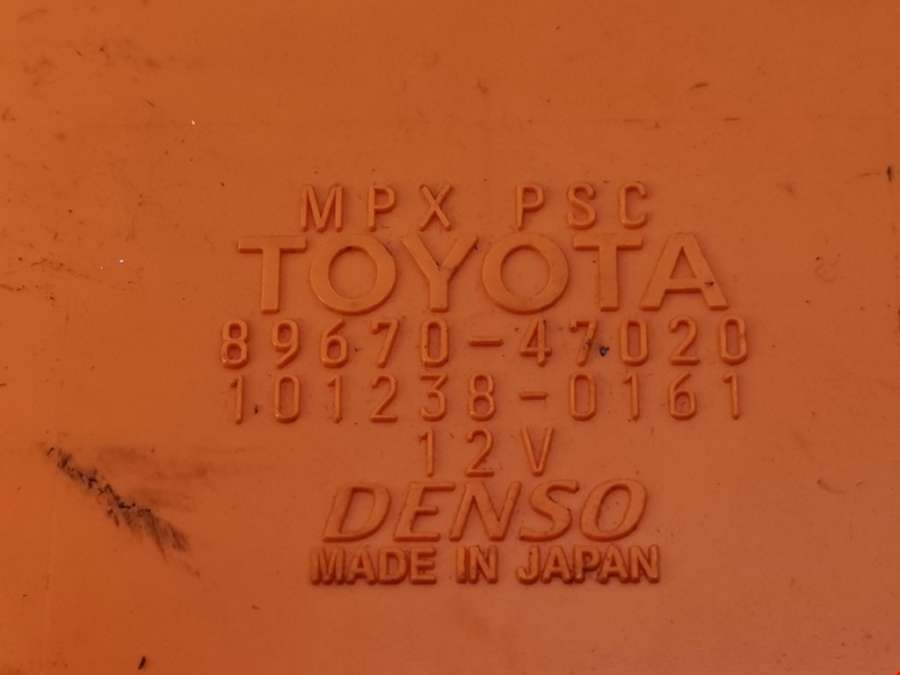 MPX PSC
TOYOTA
89670-47020
101238-0161
12V
DENSO
MADE IN JAPAN